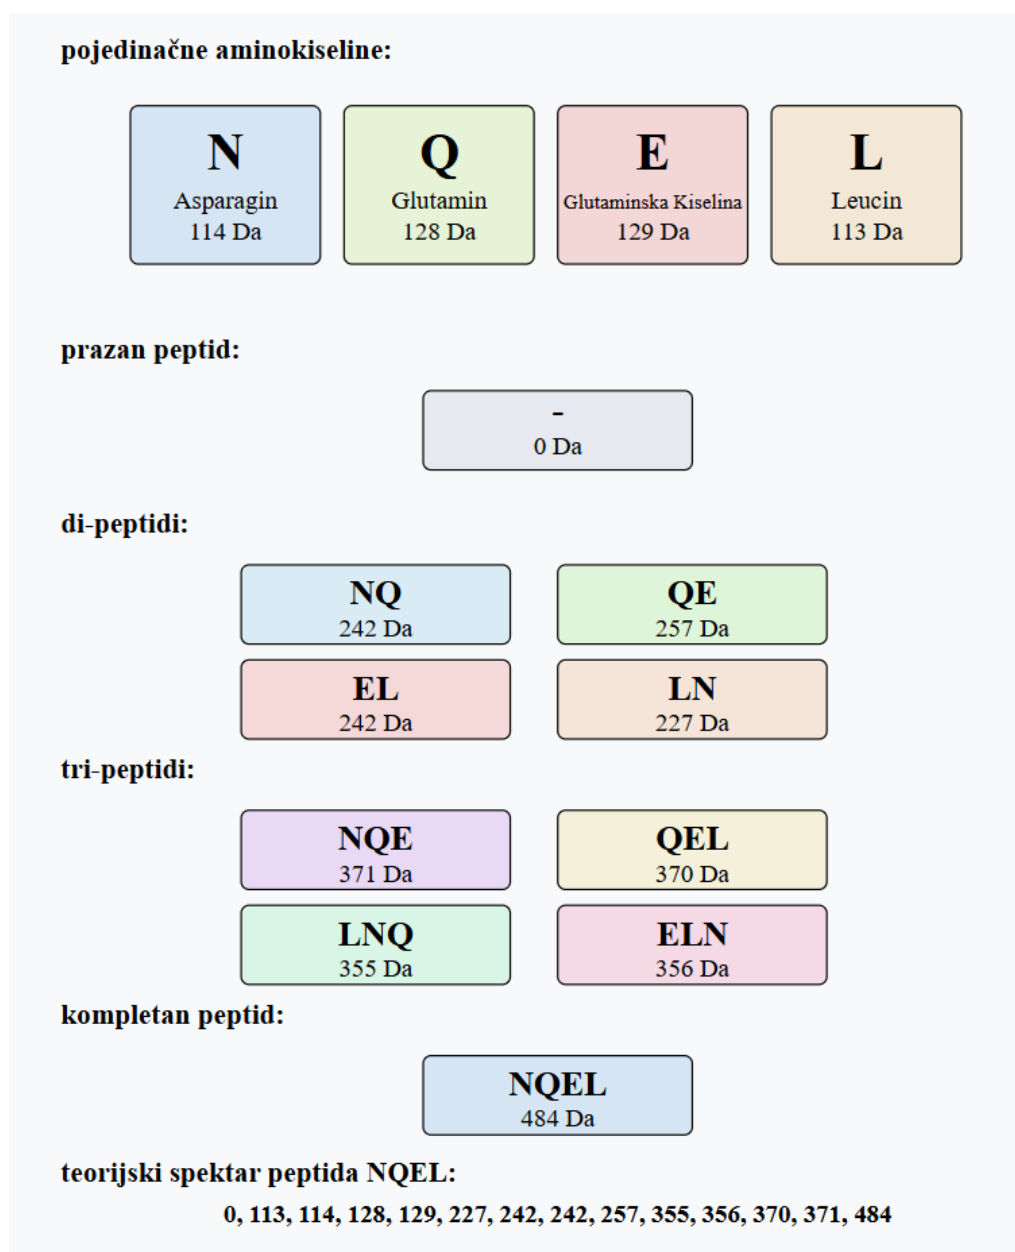 pojedinačne aminokiseline:
N
Asparagin
114 Da
Q
Glutamin
128 Da
E
Glutaminska Kiselina
129 Da
L
Leucin
113 Da
prazan peptid:
-
0 Da
di-peptidi:
NQ
242 Da
QE
257 Da
EL
242 Da
LN
227 Da
tri-peptidi:
NQE
371 Da
QEL
370 Da
LNQ
355 Da
ELN
356 Da
kompletan peptid:
NQEL
484 Da
teorijski spektar peptida NQEL:
0, 113, 114, 128, 129, 227, 242, 242, 257, 355, 356, 370, 371, 484